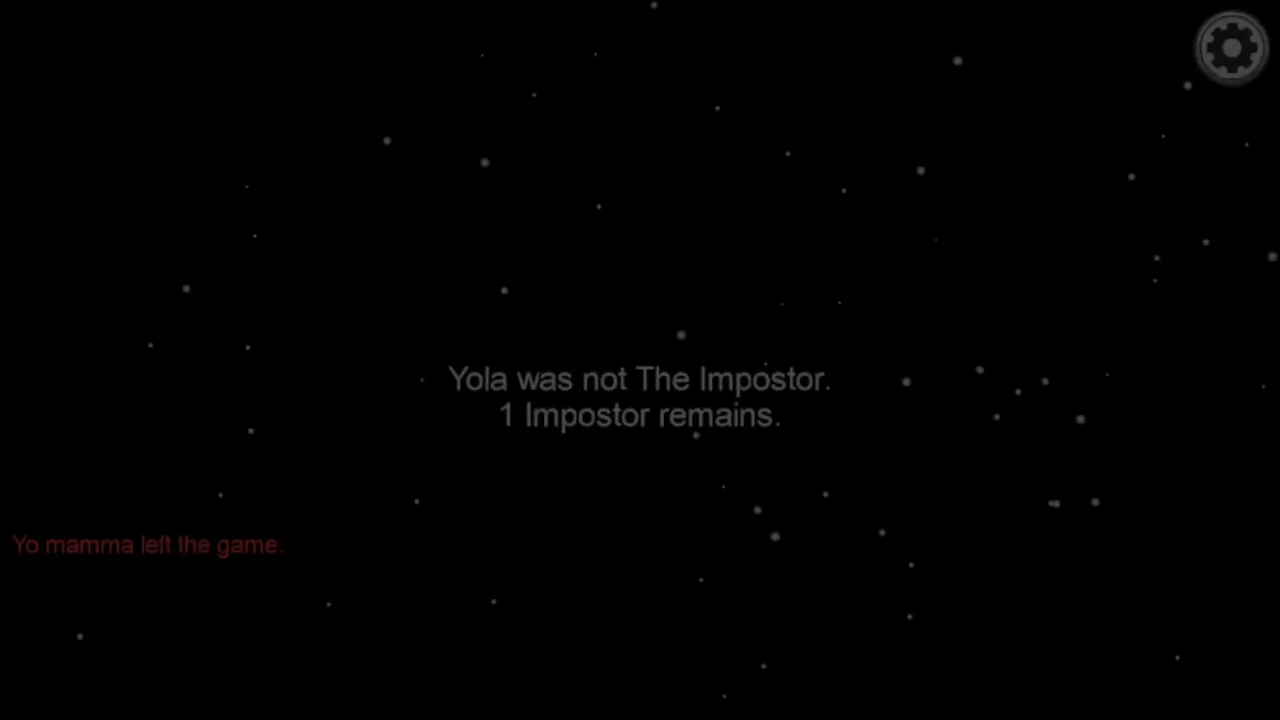 Yola was not The Impostor.
1 Impostor remains.
Yo mamma left the game.